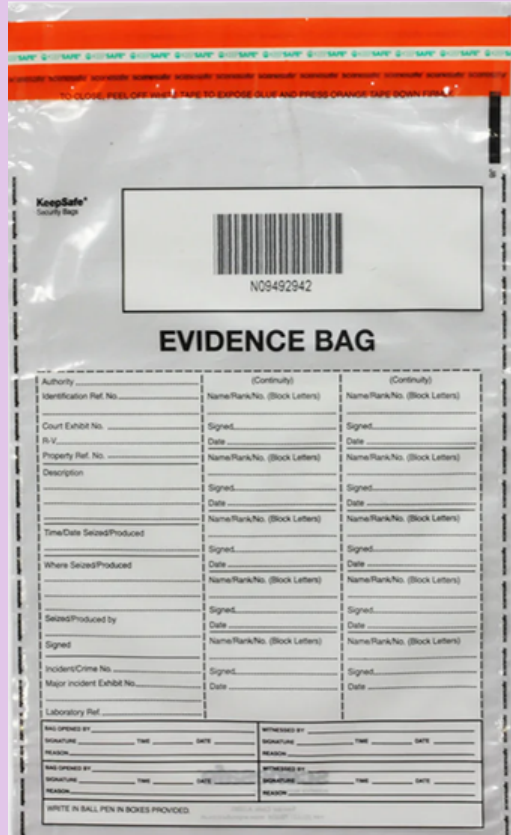 KEEPSAFE KEEPSAFE KEEPSAFE KEEPSAFE KEEPSAFE KEEPSAFE
TO CLOSE, PEEL OFF WHITE TAPE TO EXPOSE GLUE AND PRESS ORANGE TAPE DOWN FIRMLY
KeepSafe®
Security Bags
N09492942
EVIDENCE BAG
Authority
Identification Ref. No.
Court Exhibit No.
R-V
Property Ref. No.
Description
Time/Date Seized/Produced
Where Seized/Produced
Seized/Produced by
Signed
Incident/Crime No.
Major incident Exhibit No.
Laboratory Ref.
(Continuity)
Name/Rank/No. (Block Letters)
Signed
Date
Name/Rank/No. (Block Letters)
Signed
Date
Name/Rank/No. (Block Letters)
Signed
Date
Name/Rank/No. (Block Letters)
Signed
Date
Name/Rank/No. (Block Letters)
Signed
Date
(Continuity)
Name/Rank/No. (Block Letters)
Signed
Date
Name/Rank/No. (Block Letters)
Signed
Date
Name/Rank/No. (Block Letters)
Signed
Date
Name/Rank/No. (Block Letters)
Signed
Date
Name/Rank/No. (Block Letters)
Signed
Date
BAG OPENED BY
SIGNATURE TIME DATE
REASON
WITNESSED BY
SIGNATURE TIME DATE
REASON
BAG OPENED BY
SIGNATURE TIME DATE
REASON
WITNESSED BY
SIGNATURE TIME DATE
REASON
WRITE IN BALL PEN IN BOXES PROVIDED.